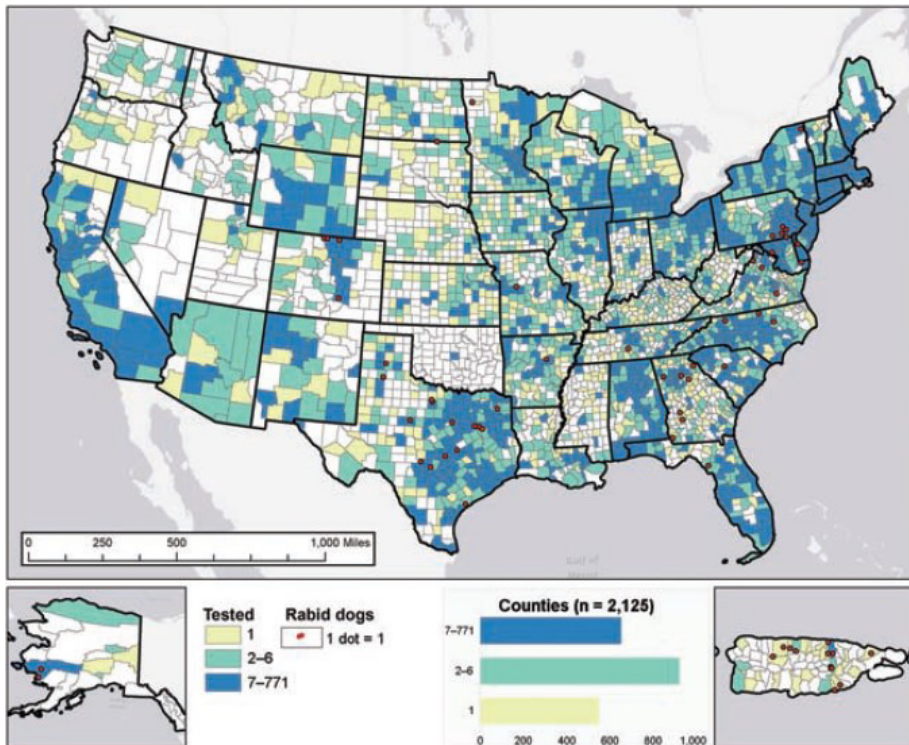 0 250 500 1,000 Miles
Tested
1
2–6
7–771
Rabid dogs
1 dot = 1
Counties (n = 2,125)
7–771
2–6
1
0 200 400 600 800 1.000